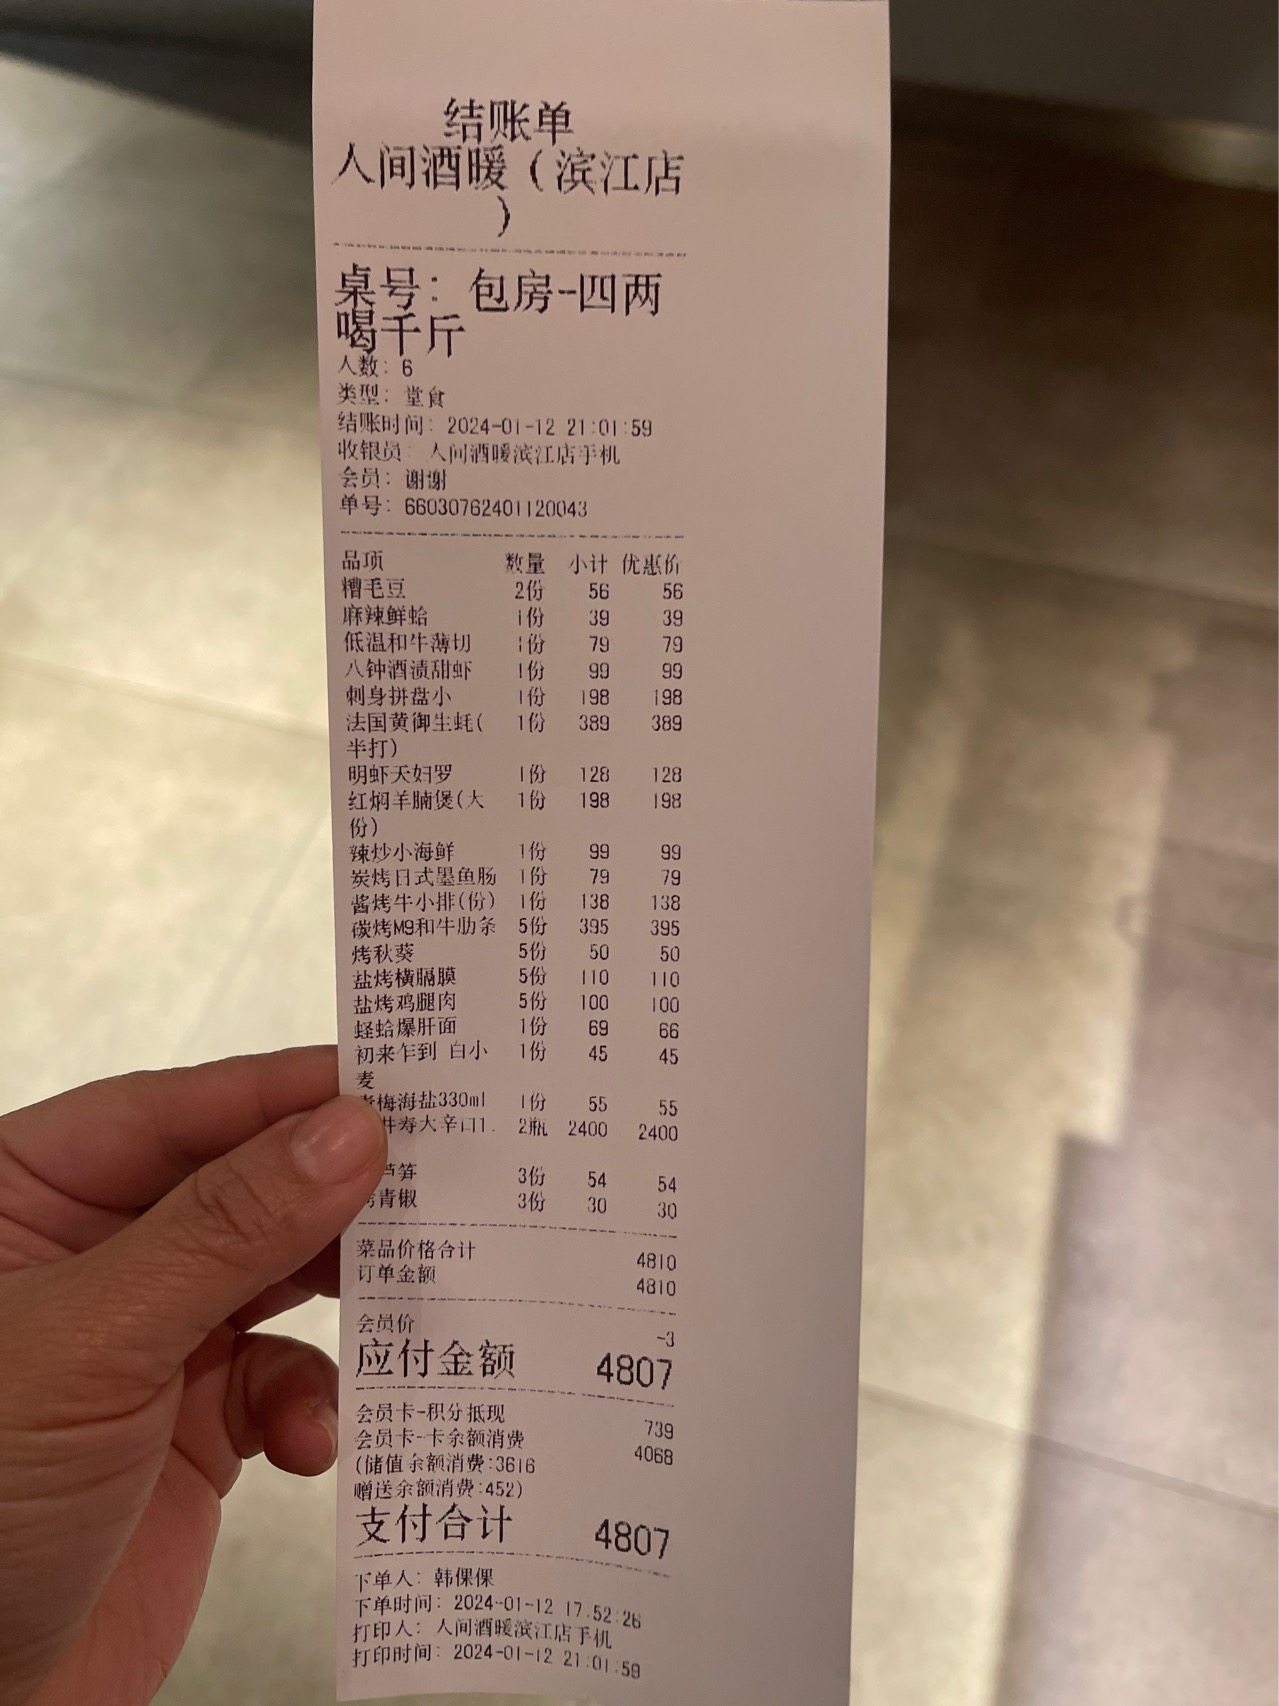 结账单
人间酒暖（滨江店
）
桌号：包房-四两
喝千斤
人数：6
类型：堂食
结账时间：2024-01-12 21:01:59
收银员：人间酒暖滨江店手机
会员：谢谢
单号：66030762401120043
品项 数量 小计 优惠价
糟毛豆 2份 56 56
麻辣鲜蛤 1份 39 39
低温和牛薄切 1份 79 79
八钟酒渍甜虾 1份 99 99
刺身拼盘小 1份 198 198
法国黄御生蚝( 1份 389 389
半打)
明虾天妇罗 1份 128 128
红焖羊腩煲(大 1份 198 198
份)
辣炒小海鲜 1份 99 99
炭烤日式墨鱼肠 1份 79 79
酱烤牛小排(份) 1份 138 138
碳烤M9和牛肋条 5份 395 395
烤秋葵 5份 50 50
盐烤横膈膜 5份 110 110
盐烤鸡腿肉 5份 100 100
蛏蛤爆肝面 1份 69 66
初来乍到 白小 1份 45 45
麦
梅海盐330ml 1份 55 55
井寿大辛口1. 2瓶 2400 2400
芦笋 3份 54 54
青椒 3份 30 30
菜品价格合计 4810
订单金额 4810
会员价 -3
应付金额 4807
会员卡-积分抵现 739
会员卡-卡余额消费 4068
(储值余额消费:3616
赠送余额消费:452)
支付合计 4807
下单人：韩倮倮
下单时间：2024-01-12 17:52:26
打印人：人间酒暖滨江店手机
打印时间：2024-01-12 21:01:59